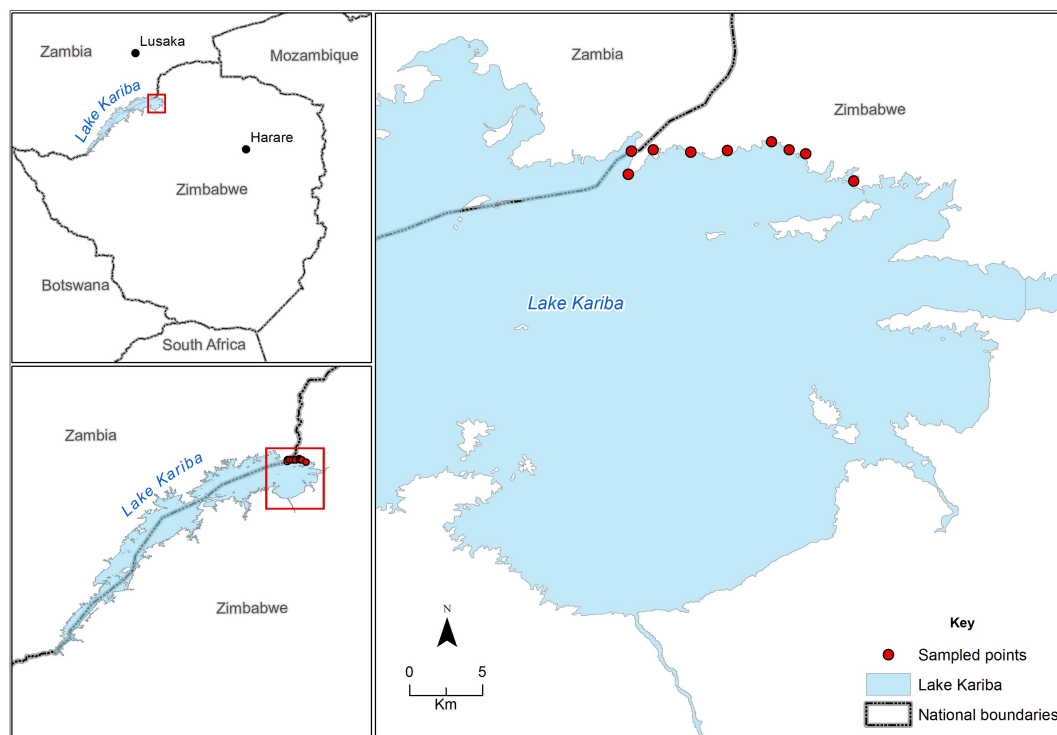 Zambia
Lusaka
Mozambique
Lake Kariba
Harare
Zimbabwe
Botswana
South Africa
Zambia
Lake Kariba
Zimbabwe
Zambia
Zimbabwe
Lake Kariba
N
0 5
Km
Key
Sampled points
Lake Kariba
National boundaries